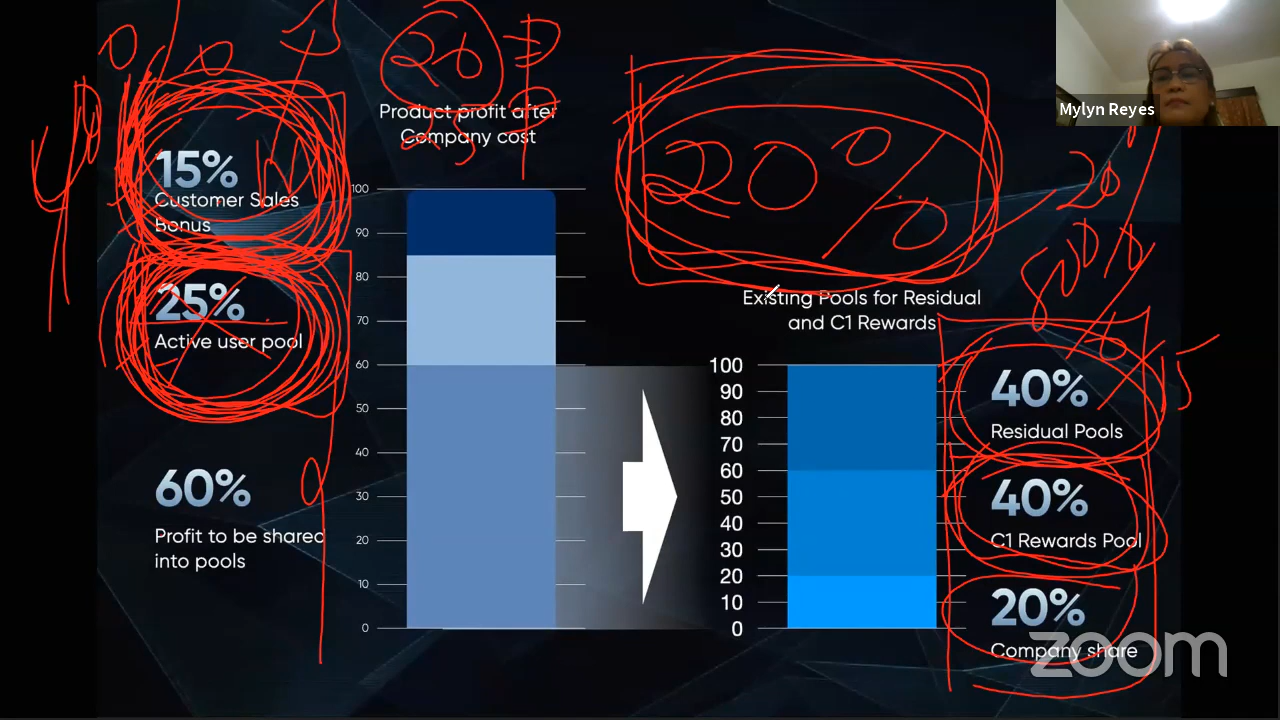 Mylyn Reyes
20
Product profit after
Company cost
20%
15%
Customer Sales
Bonus
25%
Active user pool
60%
Profit to be shared
into pools
100
90
80
70
60
50
40
30
20
10
0
Existing Pools for Residual
and C1 Rewards
100
90
80
70
60
50
40
30
20
10
0
40%
Residual Pools
40%
C1 Rewards Pool
20%
Company share
zoom